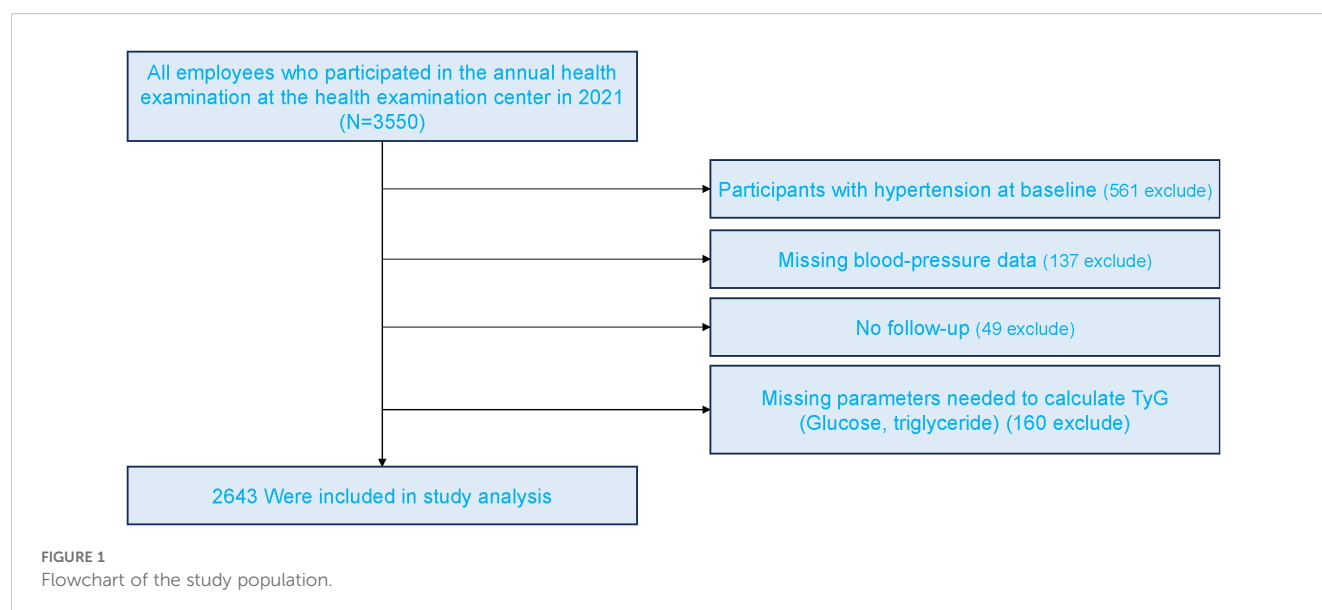 All employees who participated in the annual health
examination at the health examination center in 2021
(N=3550)
Participants with hypertension at baseline (561 exclude)
Missing blood-pressure data (137 exclude)
No follow-up (49 exclude)
Missing parameters needed to calculate TyG
(Glucose, triglyceride) (160 exclude)
2643 Were included in study analysis
FIGURE 1
Flowchart of the study population.